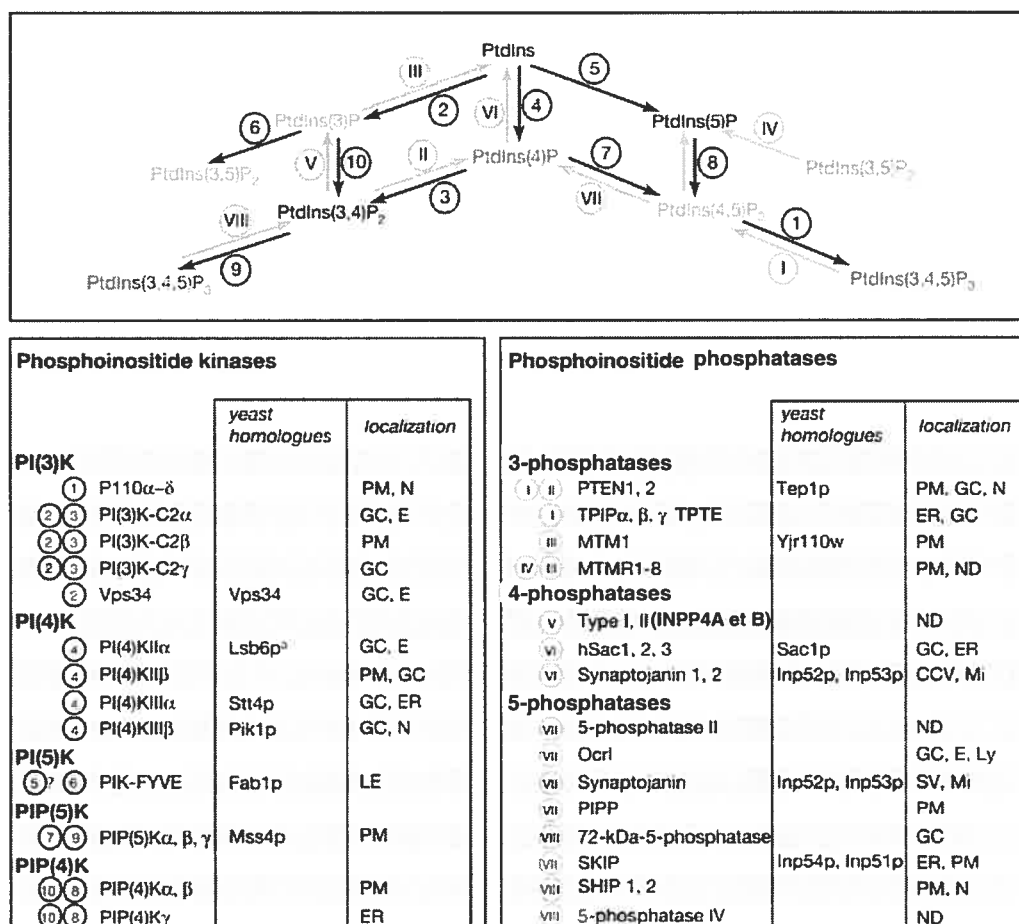 PtdIns
III
5
2
VI
4
6
PtdIns(3)P
PtdIns(5)P
IV
V
10
II
PtdIns(4)P
7
8
PtdIns(3,5)P2
PtdIns(3,5)P2
3
VIII
PtdIns(3,4)P2
VII
PtdIns(4,5)P2
1
9
I
PtdIns(3,4,5)P3
PtdIns(3,4,5)P3
Phosphoinositide kinases
yeast homologues localization
PI(3)K
1 P110α–δ PM, N
2 3 PI(3)K-C2α GC, E
2 3 PI(3)K-C2β PM
2 3 PI(3)K-C2γ GC
2 Vps34 Vps34 GC, E
PI(4)K
4 PI(4)KIIα Lsb6pª GC, E
4 PI(4)KIIβ PM, GC
4 PI(4)KIIIα Stt4p GC, ER
4 PI(4)KIIIβ Pik1p GC, N
PI(5)K
5 ? 6 PIK-FYVE Fab1p LE
PIP(5)K
7 9 PIP(5)Kα, β, γ Mss4p PM
PIP(4)K
10 8 PIP(4)Kα, β PM
10 8 PIP(4)Kγ ER
Phosphoinositide phosphatases
yeast homologues localization
3-phosphatases
I II PTEN1, 2 Tep1p PM, GC, N
I TPIPα, β, γ TPTE ER, GC
III MTM1 Yjr110w PM
IV III MTMR1-8 PM, ND
4-phosphatases
V Type I, II (INPP4A et B) ND
VI hSac1, 2, 3 Sac1p GC, ER
VI Synaptojanin 1, 2 Inp52p, Inp53p CCV, Mi
5-phosphatases
VII 5-phosphatase II ND
VII Ocrl GC, E, Ly
VII Synaptojanin Inp52p, Inp53p SV, Mi
VII PIPP PM
VIII 72-kDa-5-phosphatase GC
VII SKIP Inp54p, Inp51p ER, PM
VIII SHIP 1, 2 PM, N
VIII 5-phosphatase IV ND